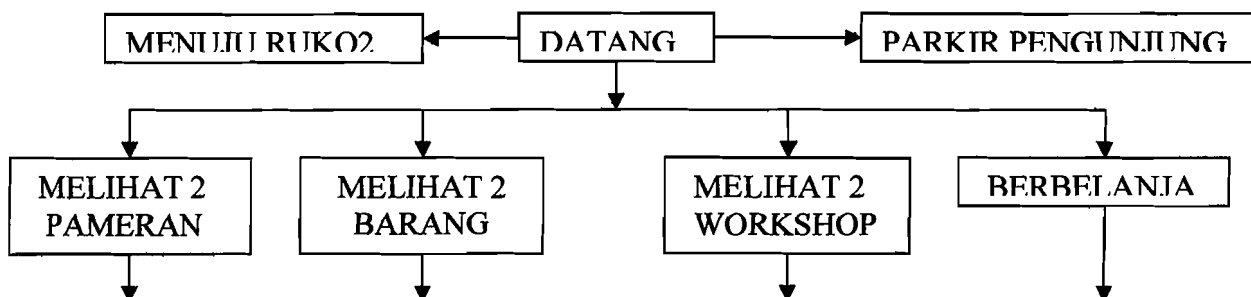 MENUJU RUKO2
DATANG
PARKIR PENGUNJUNG
MELIHAT 2
PAMERAN
MELIHAT 2
BARANG
MELIHAT 2
WORKSHOP
BERBELANJA